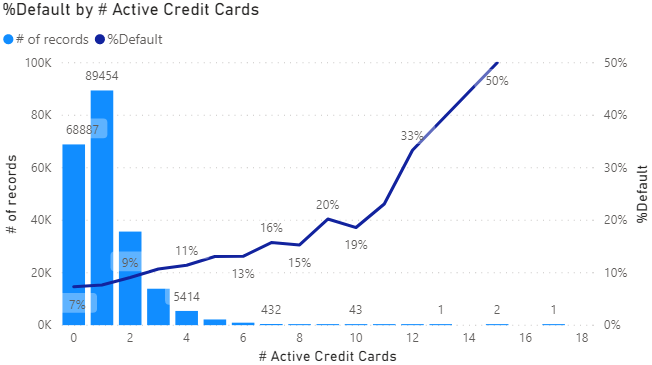 %Default by # Active Credit Cards
# of records %Default
100K 50%
89454
50%
80K 40%
68887
33%
60K 30%
# of records
%Default
40K 20%
20%
16%
19%
11%
15%
9%
13%
20K 10%
5414
7%
432 43 1 2 1
0K 0%
0 2 4 6 8 10 12 14 16 18
# Active Credit Cards